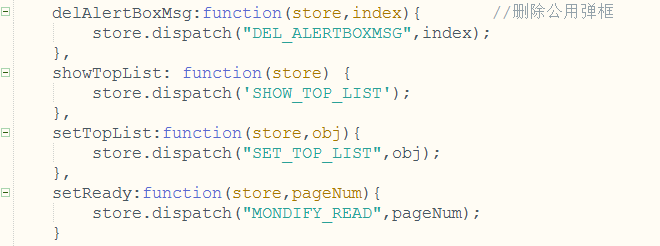 delAlertBoxMsg:function(store,index){ //删除公用弹框
store.dispatch("DEL_ALERTBOXMSG",index);
},
showTopList: function(store) {
store.dispatch('SHOW_TOP_LIST');
},
setTopList:function(store,obj){
store.dispatch("SET_TOP_LIST",obj);
},
setReady:function(store,pageNum){
store.dispatch("MONDIFY_READ",pageNum);
}